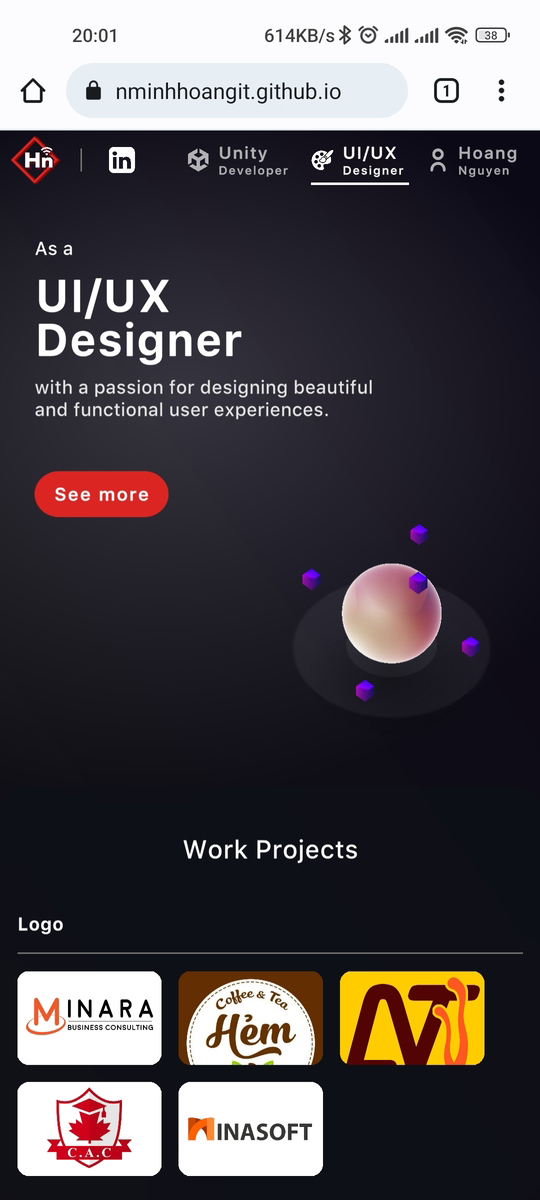 20:01
614KB/s
38
nminhhoangit.github.io
1
Hn
in
Unity
Developer
UI/UX
Designer
Hoang
Nguyen
As a
UI/UX
Designer
with a passion for designing beautiful
and functional user experiences.
See more
Work Projects
Logo
MINARA
BUSINESS CONSULTING
Coffee & Tea
Hẻm
C.A.C
MINASOFT